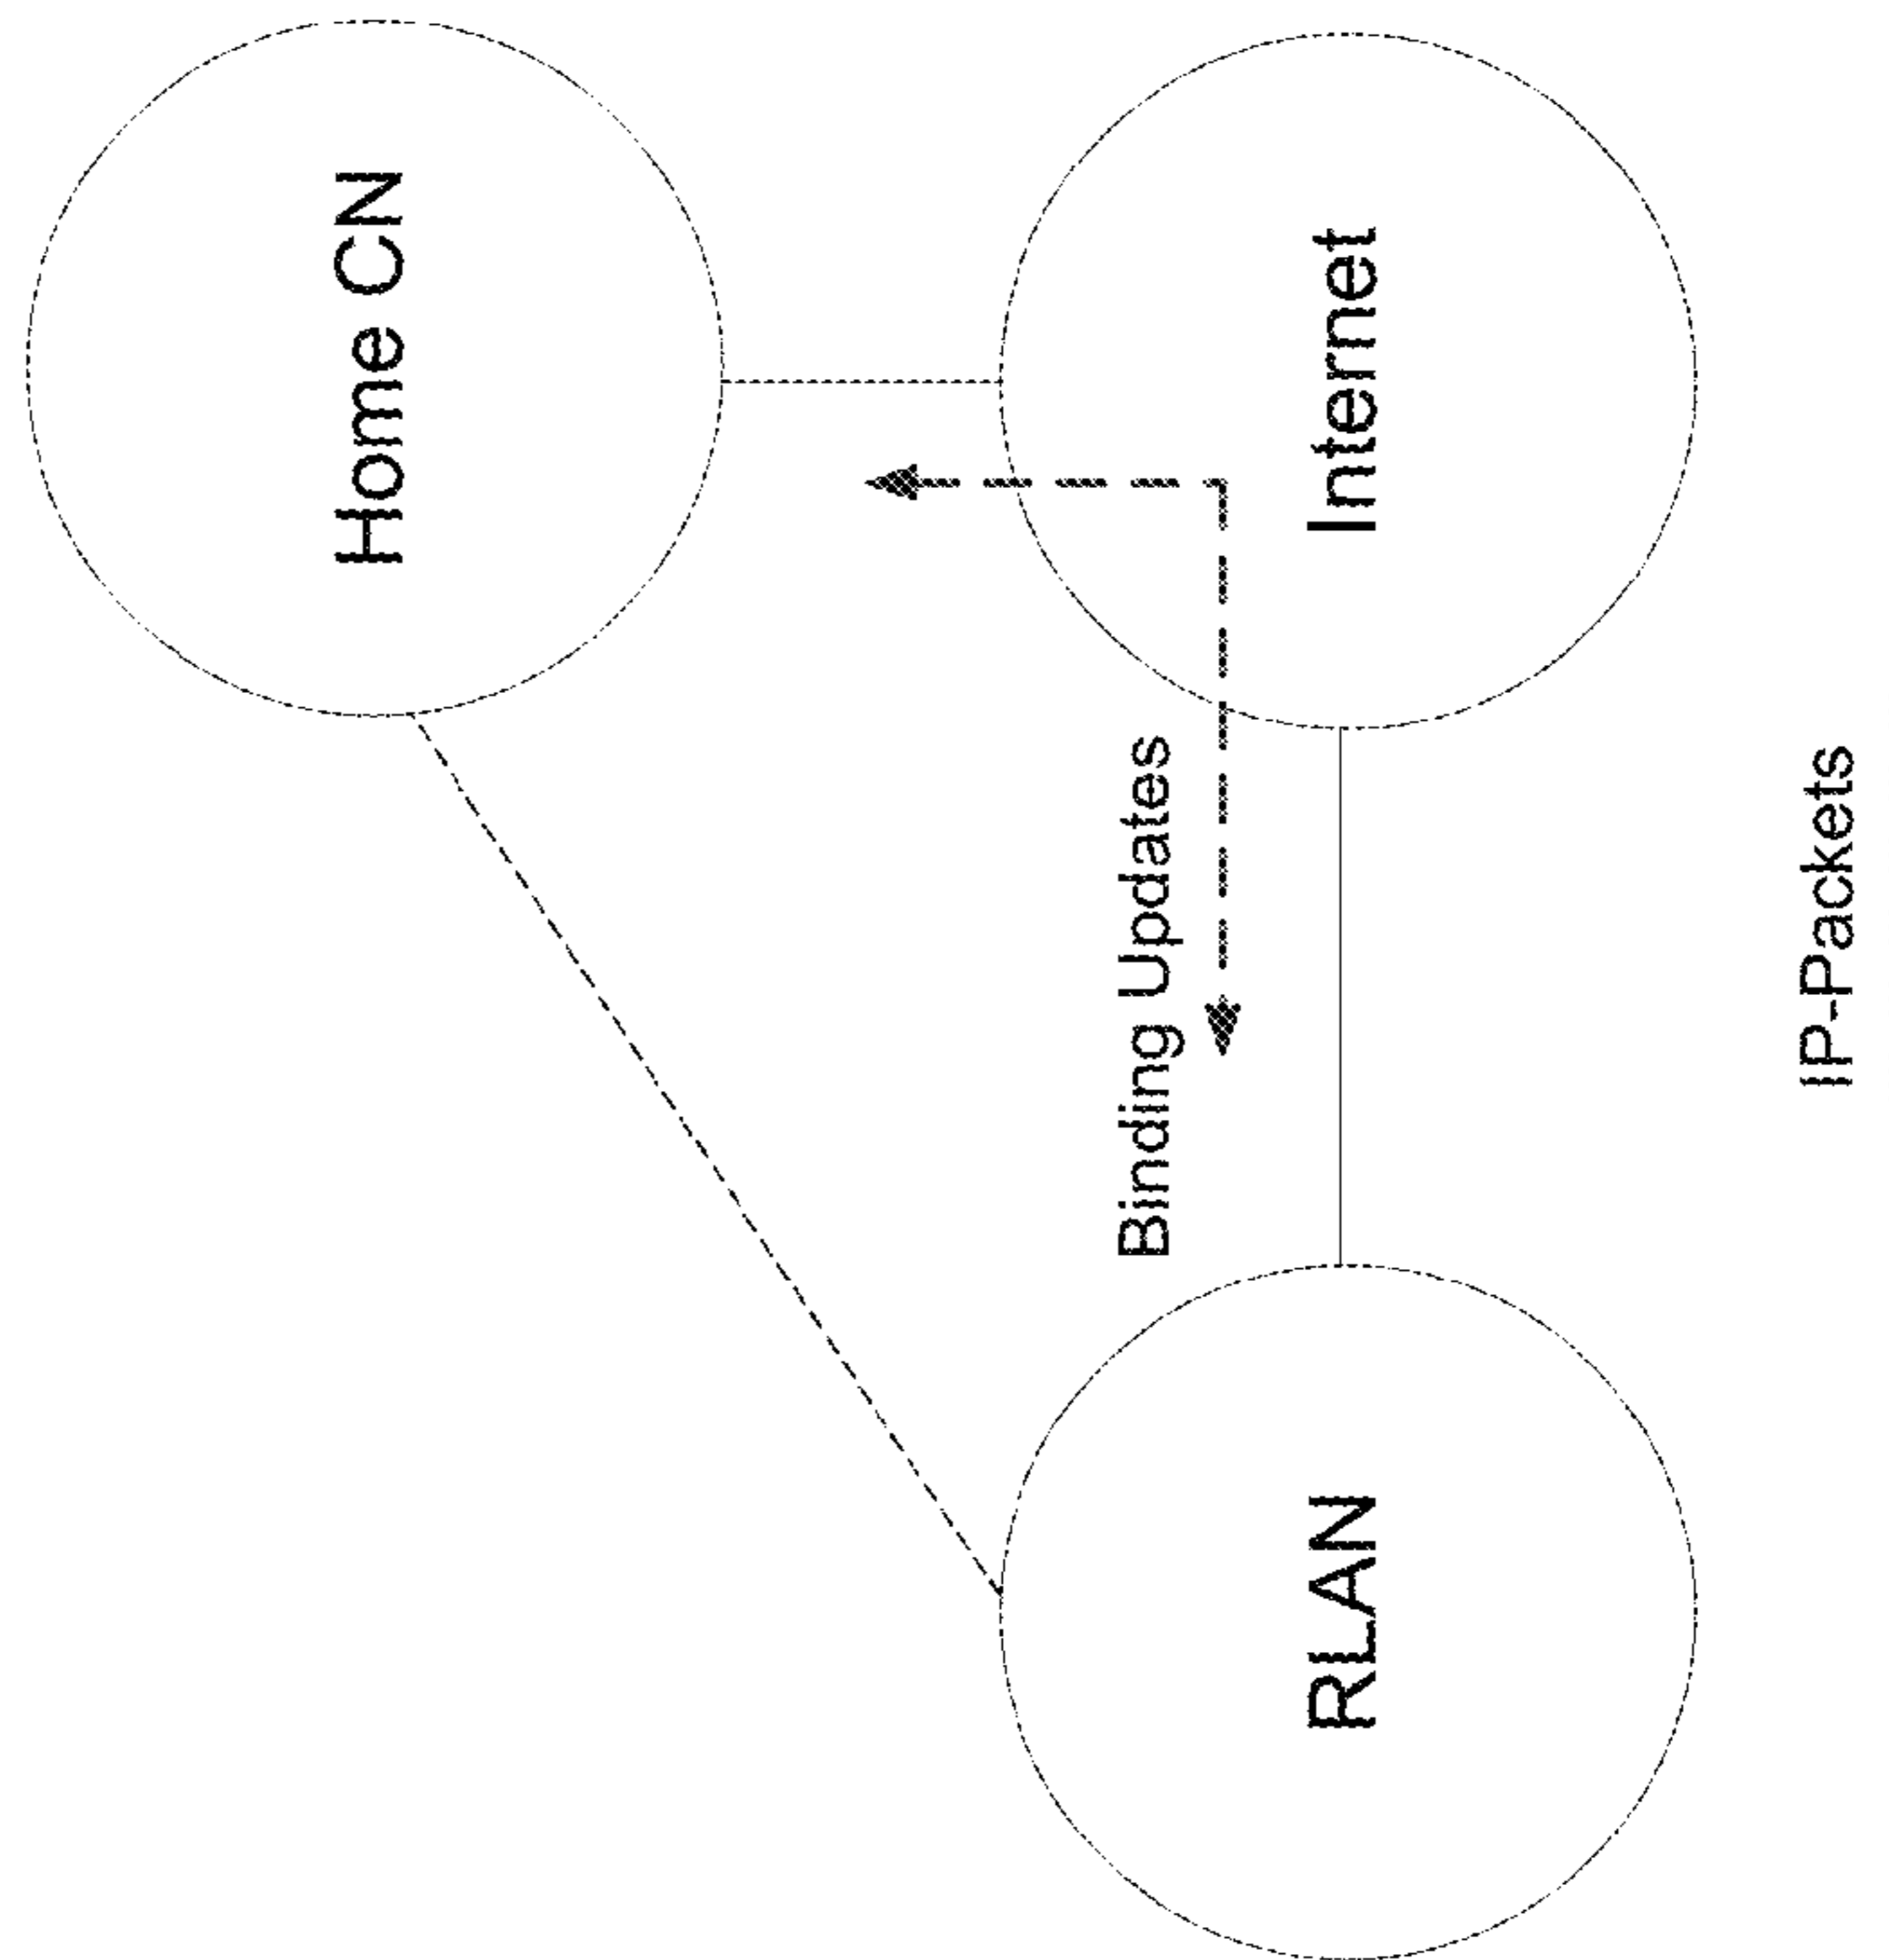 Home CN
Binding Updates
RLAN
Internet
IP-Packets